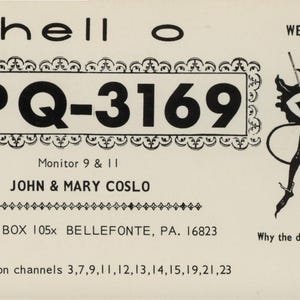 hell o
WE
PQ-3169
Monitor 9 & 11
JOHN & MARY COSLO
BOX 105x BELLEFONTE, PA. 16823
Why the d
on channels 3,7,9,11,12,13,14,15,19,21,23